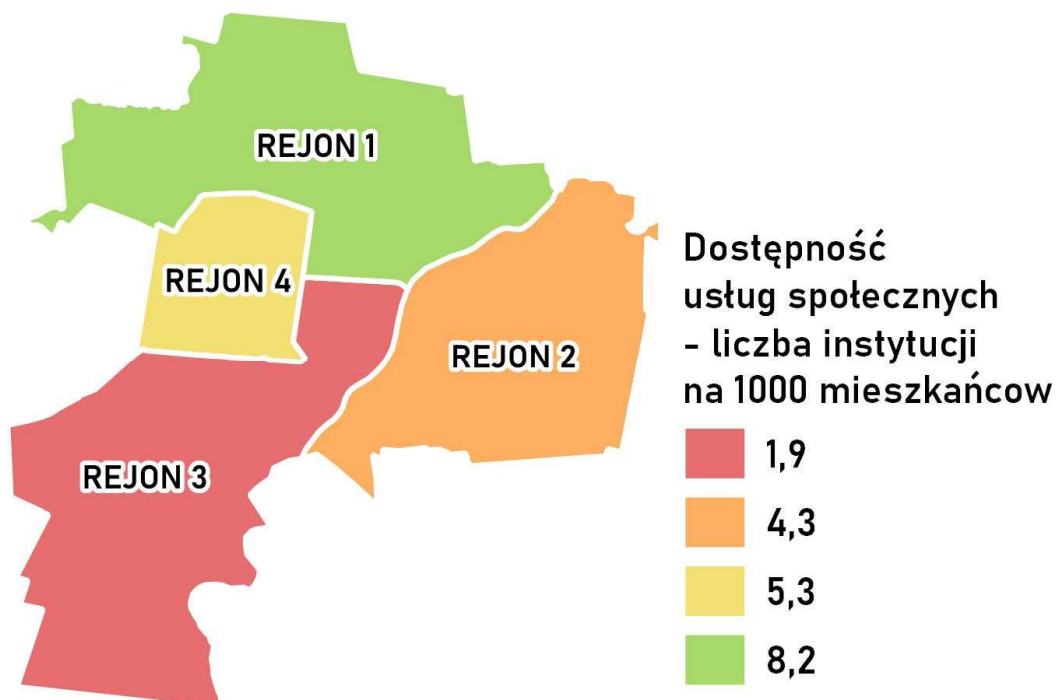 REJON 1
REJON 4
REJON 2
REJON 3
Dostępność
usług społecznych
- liczba instytucji
na 1000 mieszkańcow
1,9
4,3
5,3
8,2